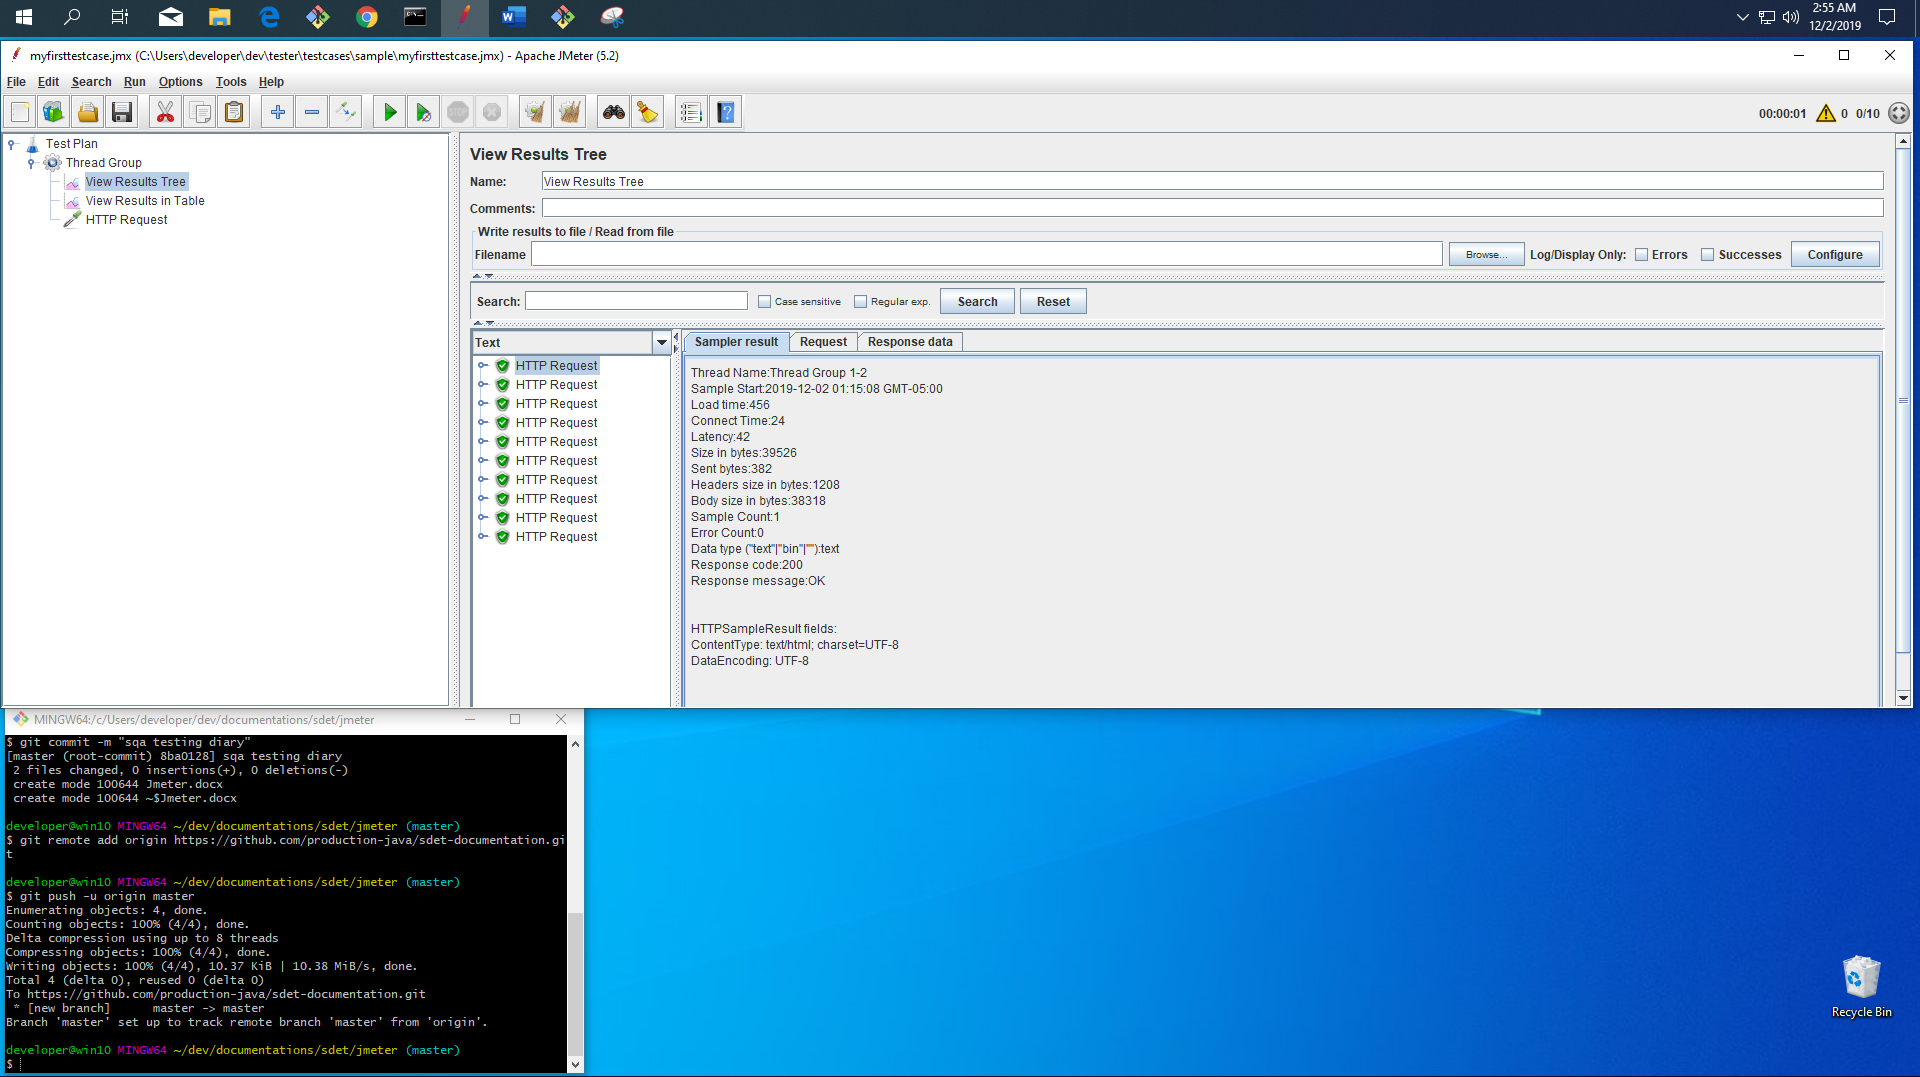 2:55 AM
12/2/2019
myfirsttestcase.jmx (C:\Users\developer\dev\tester\testcases\sample\myfirsttestcase.jmx) - Apache JMeter (5.2)
File Edit Search Run Options Tools Help
STOP
00:00:01 0 0/10
Test Plan
Thread Group
View Results Tree
View Results in Table
HTTP Request
View Results Tree
Name: View Results Tree
Comments:
Write results to file / Read from file
Filename Browse... Log/Display Only: Errors Successes Configure
Search: Case sensitive Regular exp. Search Reset
Text
HTTP Request
HTTP Request
HTTP Request
HTTP Request
HTTP Request
HTTP Request
HTTP Request
HTTP Request
HTTP Request
HTTP Request
Sampler result Request Response data
Thread Name:Thread Group 1-2
Sample Start:2019-12-02 01:15:08 GMT-05:00
Load time:456
Connect Time:24
Latency:42
Size in bytes:39526
Sent bytes:382
Headers size in bytes:1208
Body size in bytes:38318
Sample Count:1
Error Count:0
Data type ("text"|"bin"|""):text
Response code:200
Response message:OK
HTTPSampleResult fields:
ContentType: text/html; charset=UTF-8
DataEncoding: UTF-8
MINGW64:/c/Users/developer/dev/documentations/sdet/jmeter
$ git commit -m "sqa testing diary"
[master (root-commit) 8ba0128] sqa testing diary
2 files changed, 0 insertions(+), 0 deletions(-)
create mode 100644 Jmeter.docx
create mode 100644 ~$Jmeter.docx
developer@win10 MINGW64 ~/dev/documentations/sdet/jmeter (master)
$ git remote add origin https://github.com/production-java/sdet-documentation.gi
t
developer@win10 MINGW64 ~/dev/documentations/sdet/jmeter (master)
$ git push -u origin master
Enumerating objects: 4, done.
Counting objects: 100% (4/4), done.
Delta compression using up to 8 threads
Compressing objects: 100% (4/4), done.
Writing objects: 100% (4/4), 10.37 KiB | 10.38 MiB/s, done.
Total 4 (delta 0), reused 0 (delta 0)
To https://github.com/production-java/sdet-documentation.git
* [new branch] master -> master
Branch 'master' set up to track remote branch 'master' from 'origin'.
developer@win10 MINGW64 ~/dev/documentations/sdet/jmeter (master)
$
Recycle Bin